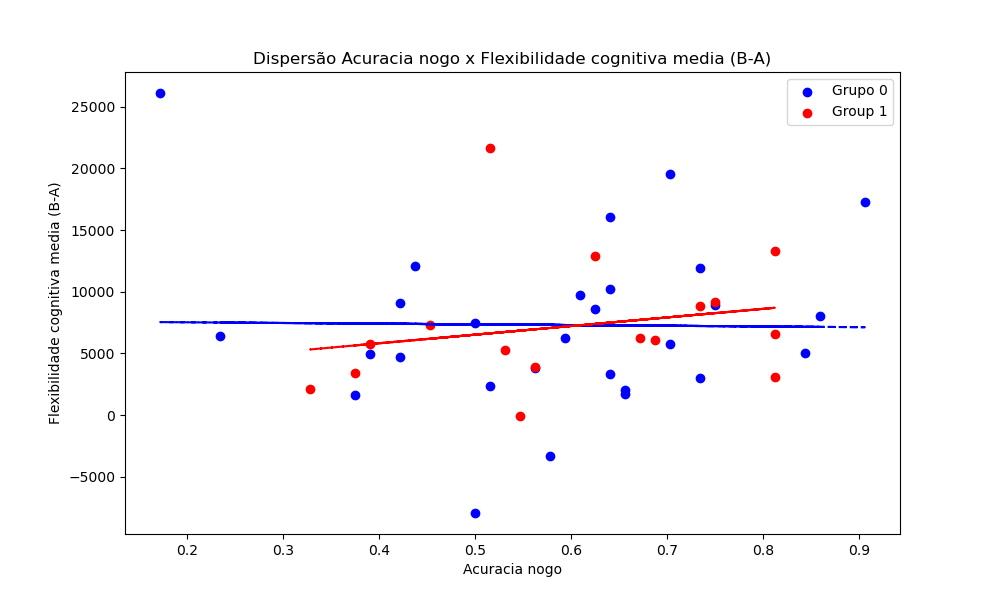 Dispersão Acuracia nogo x Flexibilidade cognitiva media (B-A)
Grupo 0
Group 1
25000
20000
15000
10000
5000
0
−5000
Flexibilidade cognitiva media (B-A)
0.2 0.3 0.4 0.5 0.6 0.7 0.8 0.9
Acuracia nogo